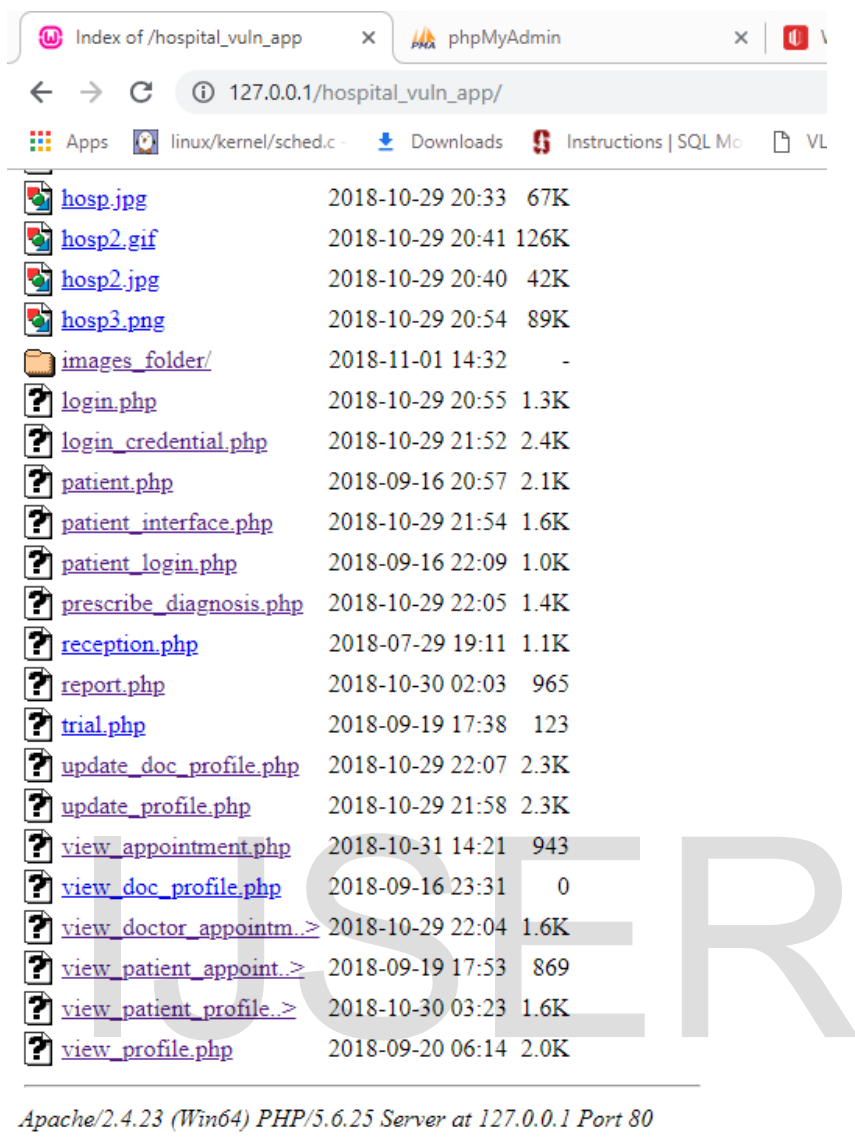 Index of /hospital_vuln_app × phpMyAdmin ×
127.0.0.1/hospital_vuln_app/
Apps linux/kernel/sched.c - Downloads Instructions | SQL Mo VL
hosp.jpg 2018-10-29 20:33 67K
hosp2.gif 2018-10-29 20:41 126K
hosp2.jpg 2018-10-29 20:40 42K
hosp3.png 2018-10-29 20:54 89K
images_folder/ 2018-11-01 14:32 -
login.php 2018-10-29 20:55 1.3K
login_credential.php 2018-10-29 21:52 2.4K
patient.php 2018-09-16 20:57 2.1K
patient_interface.php 2018-10-29 21:54 1.6K
patient_login.php 2018-09-16 22:09 1.0K
prescribe_diagnosis.php 2018-10-29 22:05 1.4K
reception.php 2018-07-29 19:11 1.1K
report.php 2018-10-30 02:03 965
trial.php 2018-09-19 17:38 123
update_doc_profile.php 2018-10-29 22:07 2.3K
update_profile.php 2018-10-29 21:58 2.3K
view_appointment.php 2018-10-31 14:21 943
view_doc_profile.php 2018-09-16 23:31 0
view_doctor_appointm..> 2018-10-29 22:04 1.6K
view_patient_appoint..> 2018-09-19 17:53 869
view_patient_profile..> 2018-10-30 03:23 1.6K
view_profile.php 2018-09-20 06:14 2.0K
IJSER
Apache/2.4.23 (Win64) PHP/5.6.25 Server at 127.0.0.1 Port 80